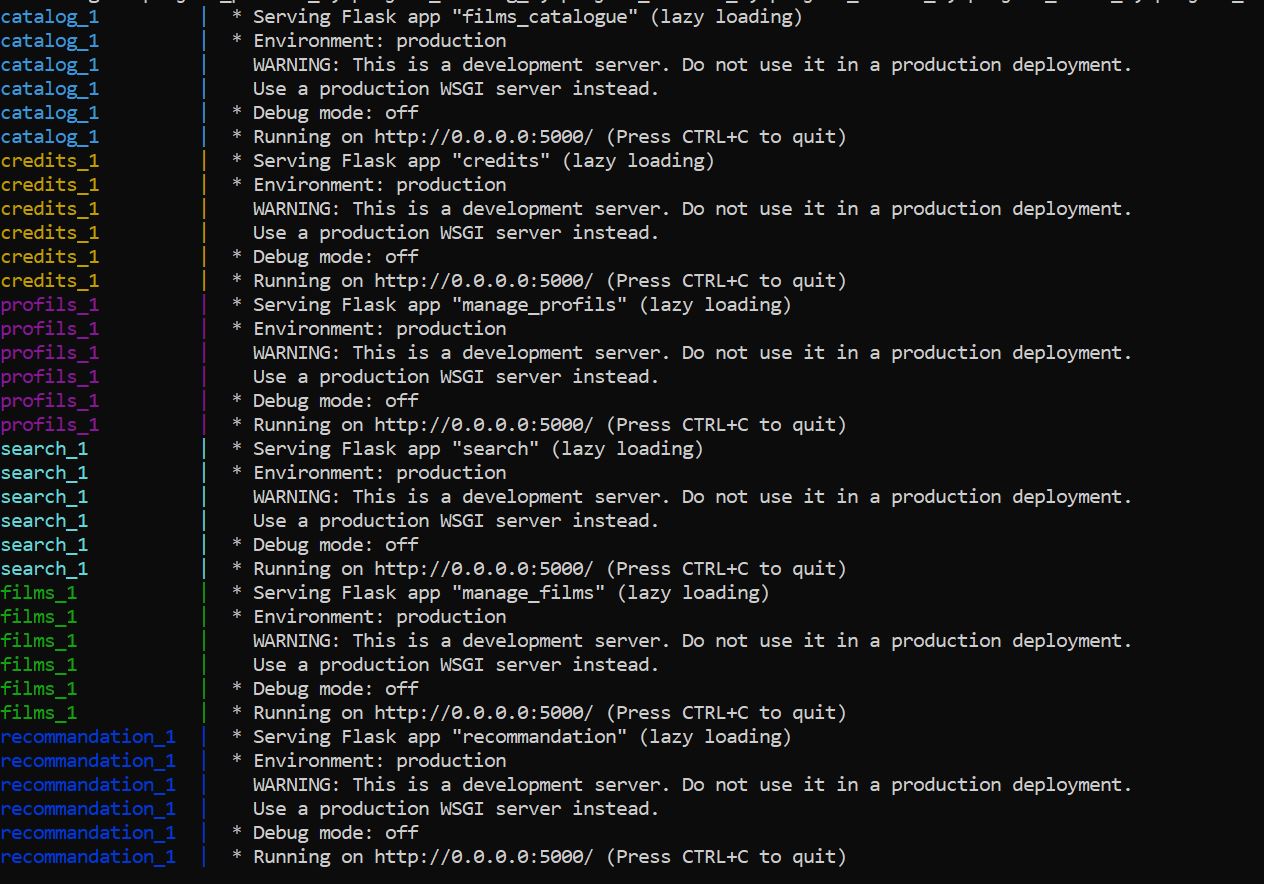 catalog_1 | * Serving Flask app "films_catalogue" (lazy loading)
catalog_1 | * Environment: production
catalog_1 | WARNING: This is a development server. Do not use it in a production deployment.
catalog_1 | Use a production WSGI server instead.
catalog_1 | * Debug mode: off
catalog_1 | * Running on http://0.0.0.0:5000/ (Press CTRL+C to quit)
credits_1 | * Serving Flask app "credits" (lazy loading)
credits_1 | * Environment: production
credits_1 | WARNING: This is a development server. Do not use it in a production deployment.
credits_1 | Use a production WSGI server instead.
credits_1 | * Debug mode: off
credits_1 | * Running on http://0.0.0.0:5000/ (Press CTRL+C to quit)
profils_1 | * Serving Flask app "manage_profils" (lazy loading)
profils_1 | * Environment: production
profils_1 | WARNING: This is a development server. Do not use it in a production deployment.
profils_1 | Use a production WSGI server instead.
profils_1 | * Debug mode: off
profils_1 | * Running on http://0.0.0.0:5000/ (Press CTRL+C to quit)
search_1 | * Serving Flask app "search" (lazy loading)
search_1 | * Environment: production
search_1 | WARNING: This is a development server. Do not use it in a production deployment.
search_1 | Use a production WSGI server instead.
search_1 | * Debug mode: off
search_1 | * Running on http://0.0.0.0:5000/ (Press CTRL+C to quit)
films_1 | * Serving Flask app "manage_films" (lazy loading)
films_1 | * Environment: production
films_1 | WARNING: This is a development server. Do not use it in a production deployment.
films_1 | Use a production WSGI server instead.
films_1 | * Debug mode: off
films_1 | * Running on http://0.0.0.0:5000/ (Press CTRL+C to quit)
recommandation_1 | * Serving Flask app "recommandation" (lazy loading)
recommandation_1 | * Environment: production
recommandation_1 | WARNING: This is a development server. Do not use it in a production deployment.
recommandation_1 | Use a production WSGI server instead.
recommandation_1 | * Debug mode: off
recommandation_1 | * Running on http://0.0.0.0:5000/ (Press CTRL+C to quit)